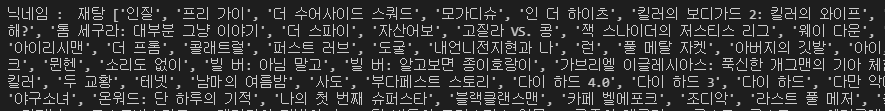 닉네임 :  재탕 ['인질', '프리 가이', '더 수어사이드 스쿼드', '모가디슈', '인 더 하이츠', '킬러의 보디가드 2: 킬러의 와이프',
해?', '톰 세구라: 대부분 그냥 이야기', '더 스파이', '자산어보', '고질라 VS. 콩', '잭 스나이더의 저스티스 리그', '웨이 다운',
'아이리시맨', '더 프롬', '콜래트럴', '퍼스트 러브', '도굴', '내언니전지현과 나', '런', '풀 메탈 자켓', '아버지의 깃발', '아이
크', '뮌헨', '소리도 없이', '빌 버: 아님 말고', '빌 버: 알고보면 종이호랑이', '가브리엘 이글레시아스: 푹신한 개그맨의 기아 체
킬러', '두 교황', '테넷', '남매의 여름밤', '사도', '부다페스트 스토리', '다이 하드 4.0', '다이 하드 3', '다이 하드', '다만 악
'야구소녀', '온워드: 단 하루의 기적', '나의 첫 번째 슈퍼스타', '블랙클랜스맨', '카페 벨에포크', '조디악', '라스트 풀 메저',